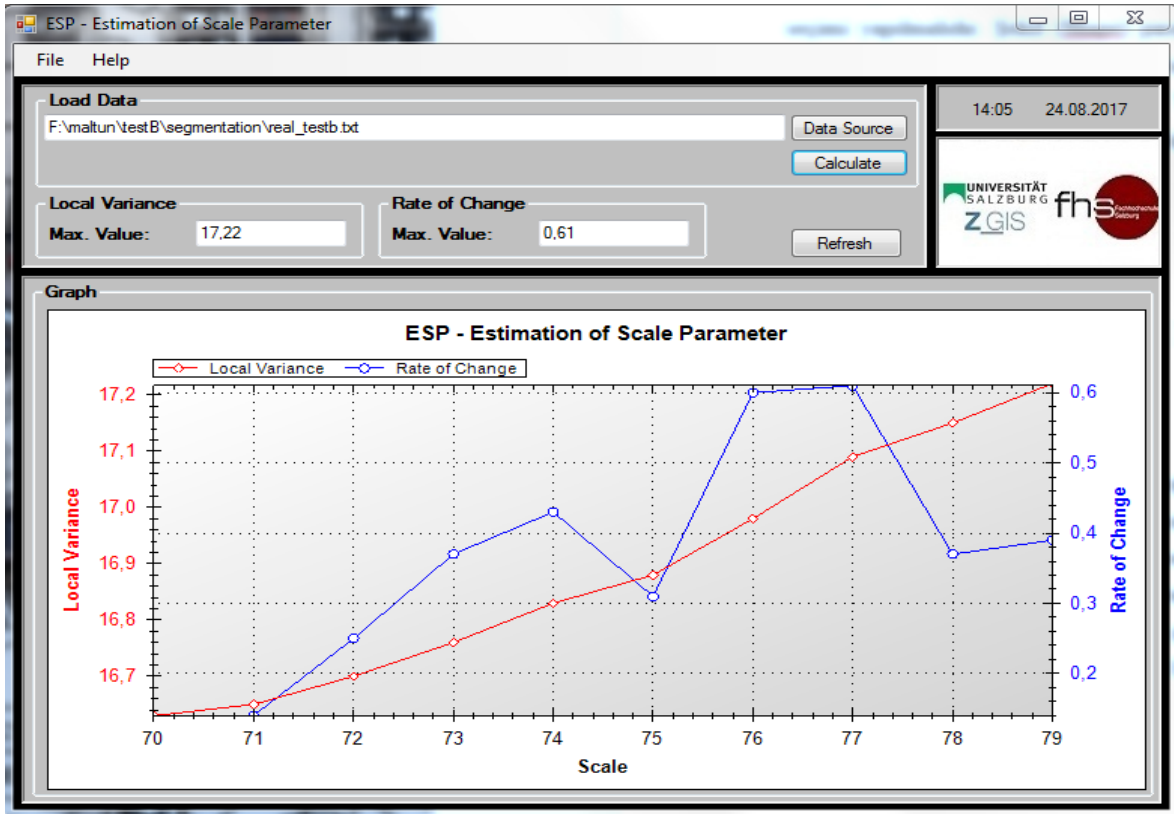 ESP - Estimation of Scale Parameter
File Help
Load Data
F:\maltun\testB\segmentation\real_testb.txt
Data Source
Calculate
Local Variance
Max. Value: 17,22
Rate of Change
Max. Value: 0,61
Refresh
14:05 24.08.2017
UNIVERSITÄT
SALZBURG
Z_GIS
fhs
Fachhochschule
Salzburg
Graph
ESP - Estimation of Scale Parameter
Local Variance Rate of Change
17,2
17,1
17,0
16,9
16,8
16,7
Local Variance
0,6
0,5
0,4
0,3
0,2
Rate of Change
70 71 72 73 74 75 76 77 78 79
Scale